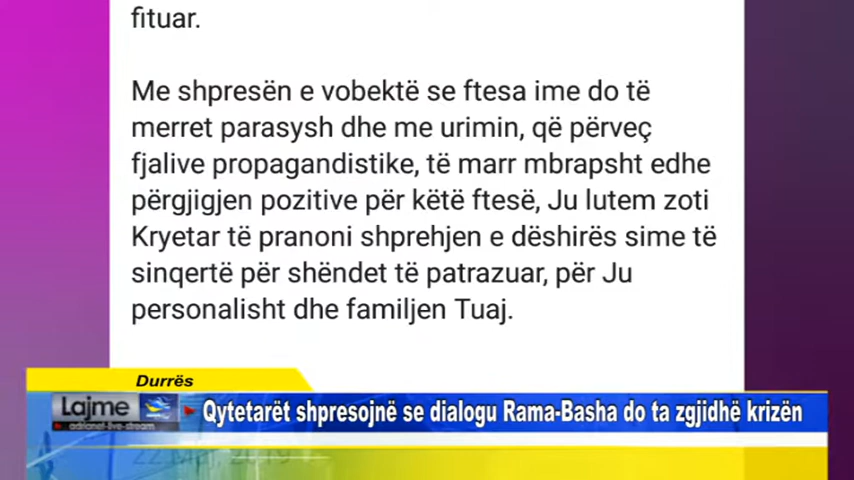 fituar.
Me shpresën e vobektë se ftesa ime do të
merret parasysh dhe me urimin, që përveç
fjalive propagandistike, të marr mbrapsht edhe
përgjigjen pozitive për këtë ftesë, Ju lutem zoti
Kryetar të pranoni shprehjen e dëshirës sime të
sinqertë për shëndet të patrazuar, për Ju
personalisht dhe familjen Tuaj.
Durrës
Lajme
Qytetarët shpresojnë se dialogu Rama-Basha do ta zgjidhë krizën
adrianet-live-stream